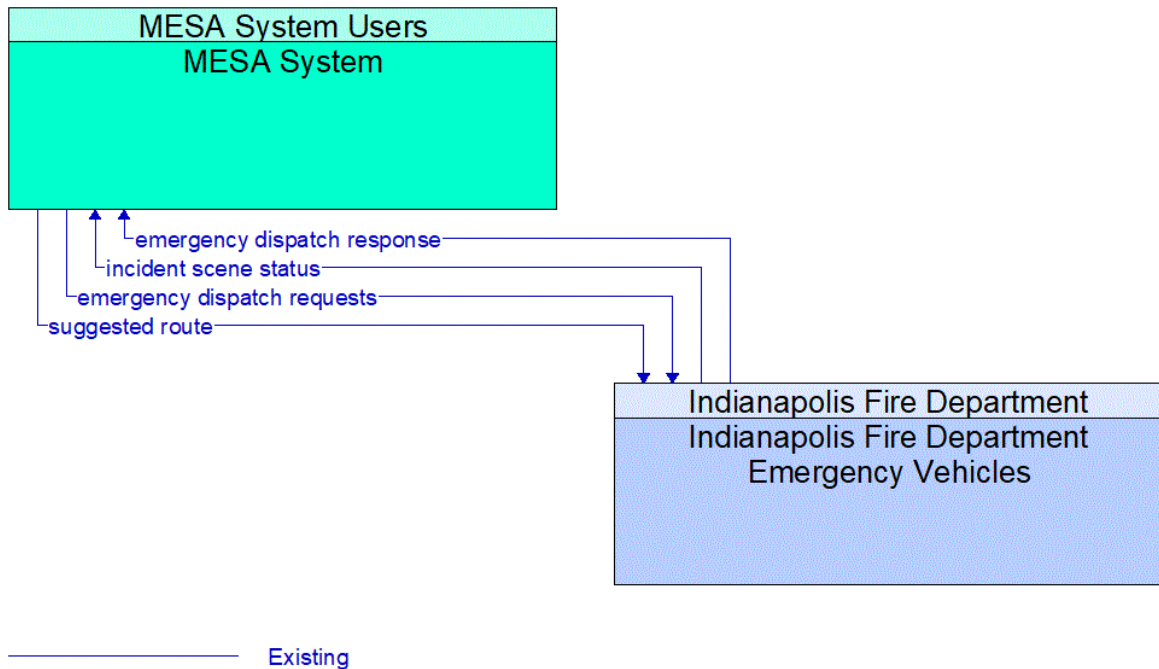 MESA System Users
MESA System
emergency dispatch response
incident scene status
emergency dispatch requests
suggested route
Indianapolis Fire Department
Indianapolis Fire Department
Emergency Vehicles
Existing